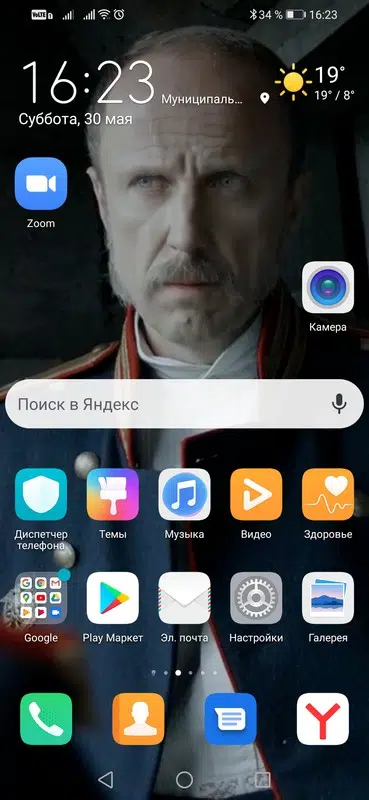 VoLTE
34 %
16:23
16:23
Муниципаль...
19°
19° / 8°
Суббота, 30 мая
Zoom
Камера
Поиск в Яндекс
Диспетчер
телефона
Темы
Музыка
Видео
Здоровье
Google
Play Маркет
Эл. почта
Настройки
Галерея